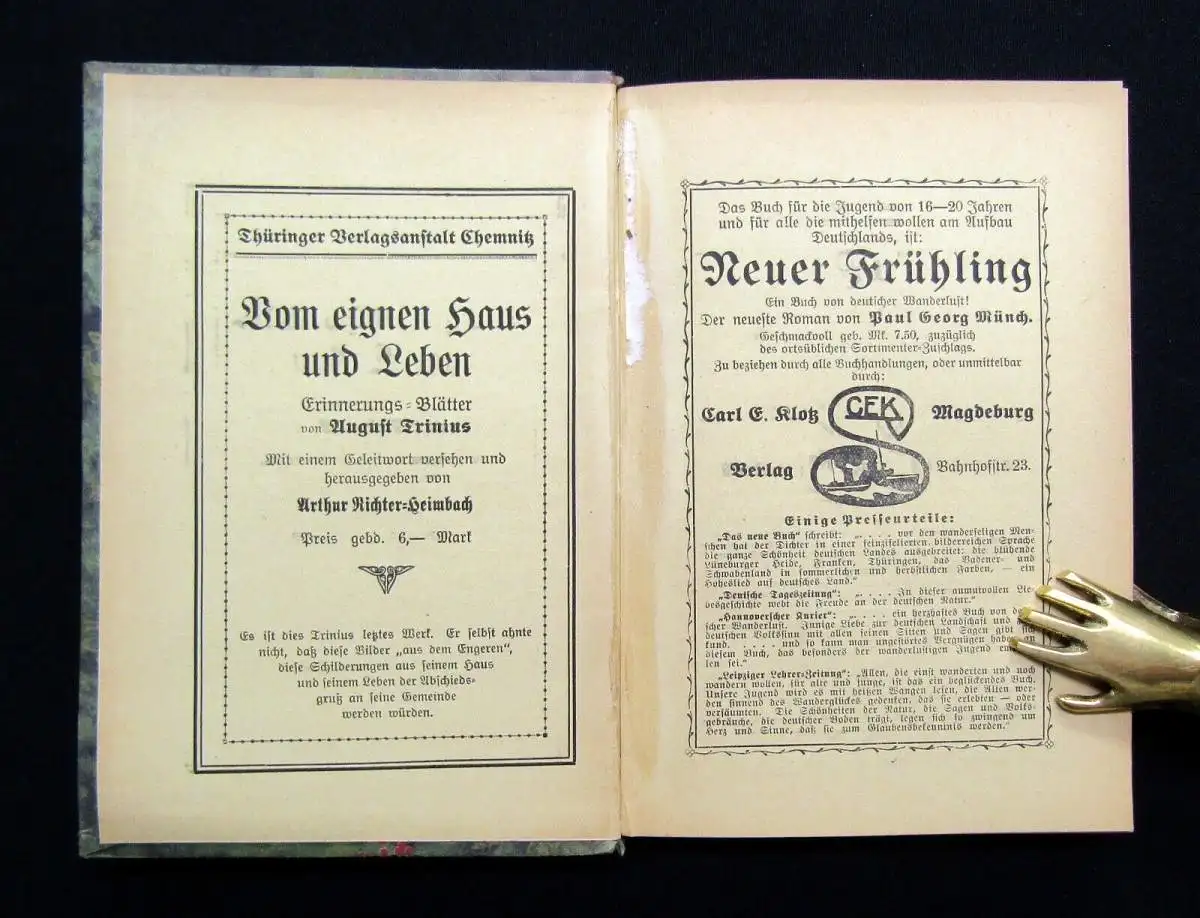 Thüringer Verlagsanstalt Chemnitz
Vom eignen Haus
und Leben
Erinnerungs-Blätter
von August Trinius
Mit einem Geleitwort versehen und
herausgegeben von
Arthur Richter-Heimbach
Preis gebd. 6,— Mark
Es ist dies Trinius letztes Werk. Er selbst ahnte
nicht, daß diese Bilder „aus dem Engeren",
diese Schilderungen aus seinem Haus
und seinem Leben der Abschieds-
gruß an seine Gemeinde
werden würden.
Das Buch für die Jugend von 16—20 Jahren
und für alle die mithelfen wollen am Aufbau
Deutschlands, ist:
Neuer Frühling
Ein Buch von deutscher Wanderlust!
Der neueste Roman von Paul Georg Münch.
Geschmackvoll geb. Mk. 7.50, zuzüglich
des ortsüblichen Sortimenter-Zuschlags.
Zu beziehen durch alle Buchhandlungen, oder unmittelbar
durch:
Carl E. Klotz CEK Magdeburg
Verlag Bahnhofstr. 23.
Einige Presseurteile:
„Das neue Buch" schreibt: „. . . . vor den wanderseligen Men-
schen hat der Dichter in einer feinziselierten, bilderreichen Sprache
die ganze Schönheit deutschen Landes ausgebreitet: die blühende
Lüneburger Heide, Franken, Thüringen, das Badener- und
Schwabenland in sommerlichen und herbstlichen Farben, — ein
Hoheslied auf deutsches Land."
„Deutsche Tageszeitung": „. . . . In dieser anmutvollen Lie-
besgeschichte webt die Freude an der deutschen Natur."
„Hannoverscher Kurier": „. . . . ein herzhaftes Buch von
scher Wanderlust. Innige Liebe zur deutschen Landschaft und
deutschen Volkssinn mit allen seinen Sitten und Sagen gibt sich
kund. . . . . und so kann man ungestörtes Vergnügen haben an
diesem Buch, das besonders der wanderlustigen Jugend
len sei."
„Leipziger Lehrer-Zeitung": „Allen, die einst wanderten und noch
wandern wollen, für alte und junge, ist das ein beglückendes Buch.
Unsere Jugend wird es mit heißen Wangen lesen, die Alten wer-
den sinnend des Wanderglückes gedenken, das sie erlebten — oder
versäumten. Die Schönheiten der Natur, die Sagen und Volks-
gebräuche, die deutscher Boden trägt, legen sich so zwingend um
Herz und Sinne, daß sie zum Glaubensbekenntnis werden."